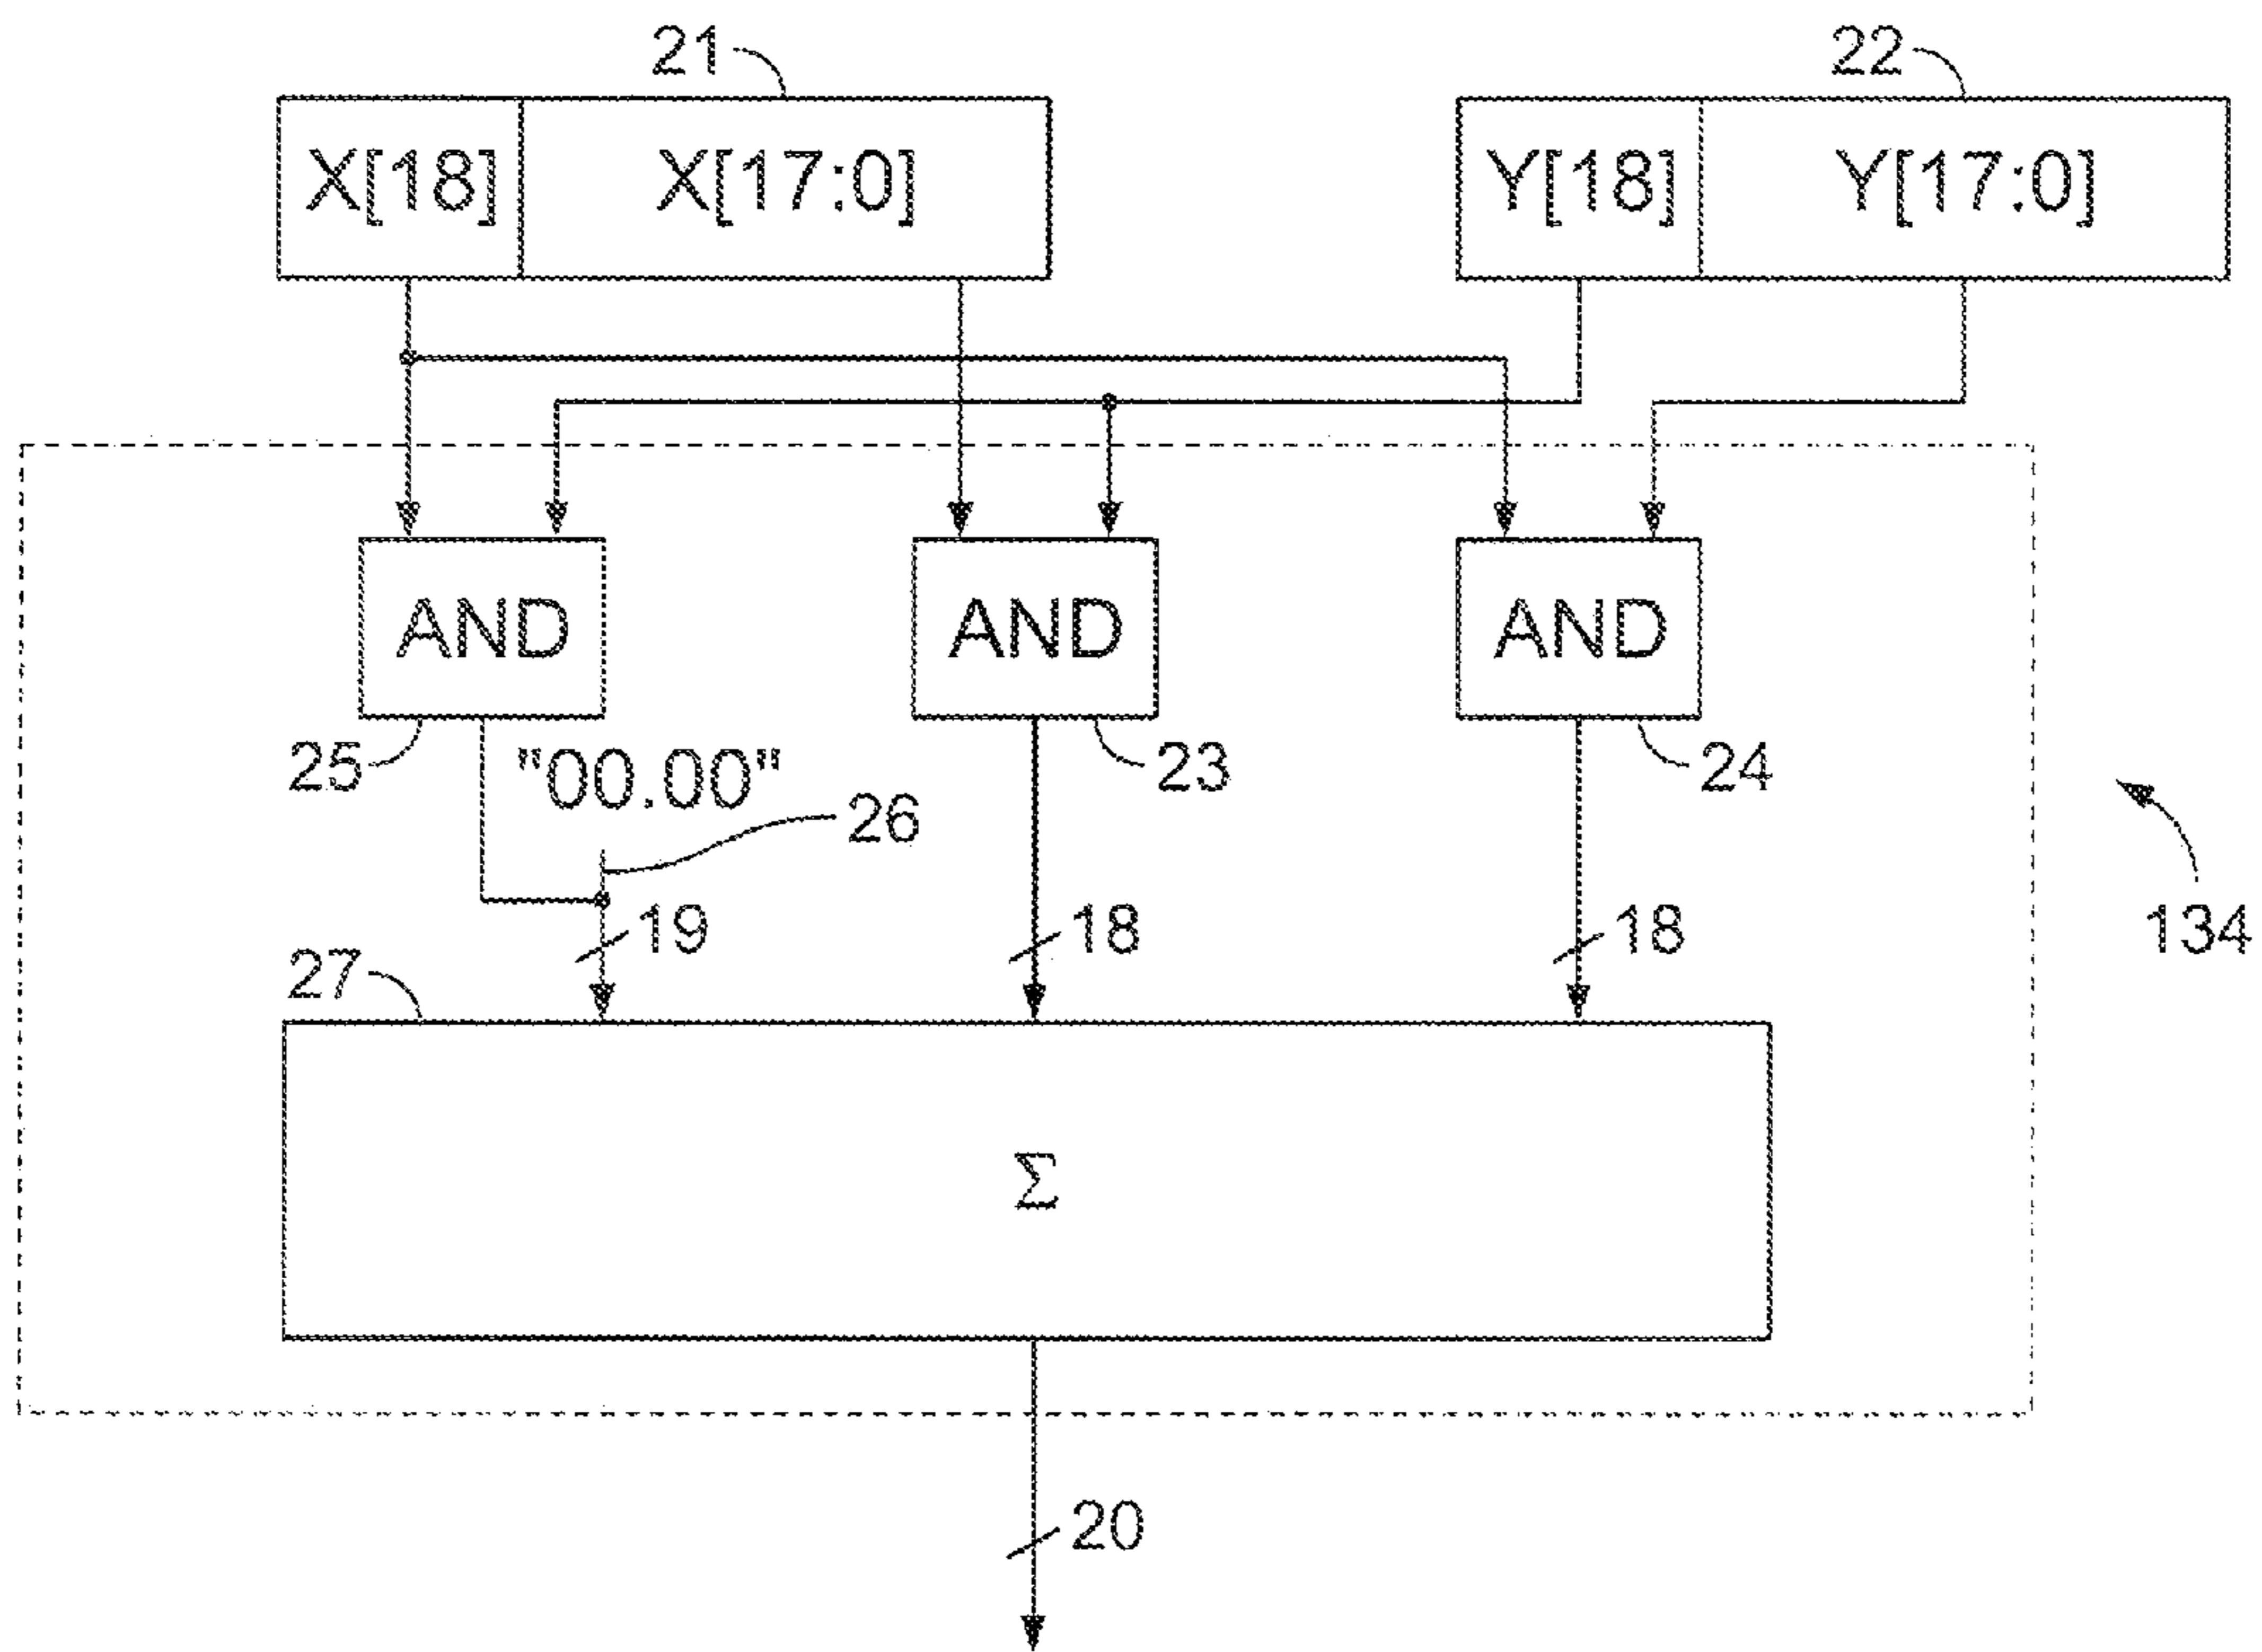 21 22
X[18] X[17:0] Y[18] Y[17:0]
AND AND AND
25 "00.00" 23 24
26
134
19 18 18
27
Σ
20